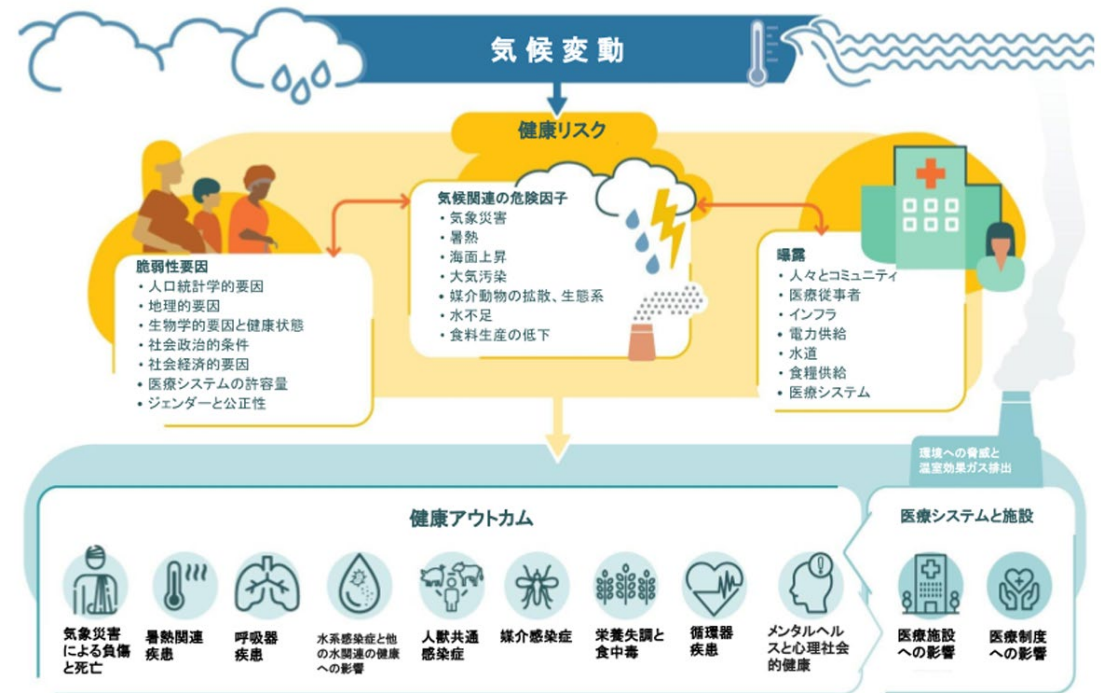 気候変動
健康リスク
気候関連の危険因子
・気象災害
・暑熱
・海面上昇
・大気汚染
・媒介動物の拡散、生態系
・水不足
・食料生産の低下
脆弱性要因
・人口統計学的要因
・地理的要因
・生物学的要因と健康状態
・社会政治的条件
・社会経済的要因
・医療システムの許容量
・ジェンダーと公正性
曝露
・人々とコミュニティ
・医療従事者
・インフラ
・電力供給
・水道
・食糧供給
・医療システム
環境への脅威と
温室効果ガス排出
健康アウトカム
気象災害
による負傷
と死亡
暑熱関連
疾患
呼吸器
疾患
水系感染症と他
の水関連の健康
への影響
人獣共通
感染症
媒介感染症
栄養失調と
食中毒
循環器
疾患
メンタルヘル
スと心理社会
的健康
医療システムと施設
医療施設
への影響
医療制度
への影響